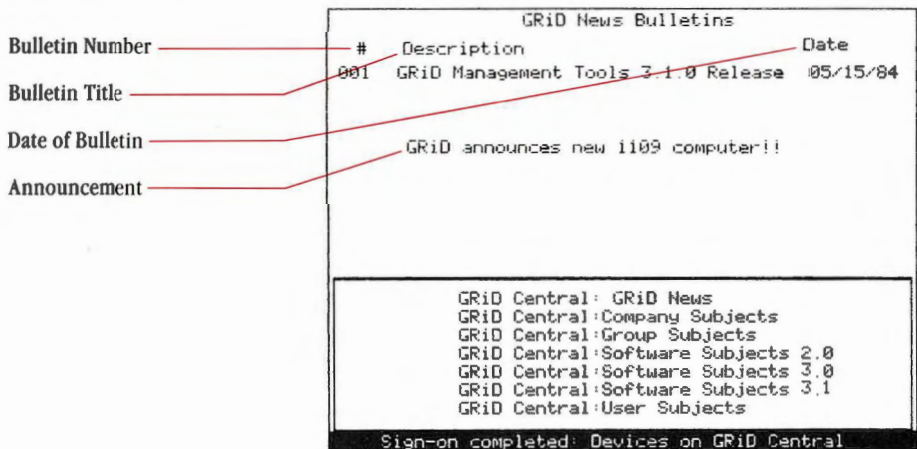 GRiD News Bulletins
Bulletin Number
# Description Date
001 GRiD Management Tools 3.1.0 Release 05/15/84
Bulletin Title
Date of Bulletin
GRiD announces new 1109 computer!!
Announcement
GRiD Central: GRiD News
GRiD Central:Company Subjects
GRiD Central:Group Subjects
GRiD Central:Software Subjects 2.0
GRiD Central:Software Subjects 3.0
GRiD Central:Software Subjects 3.1
GRiD Central:User Subjects
Sign-on completed: Devices on GRiD Central